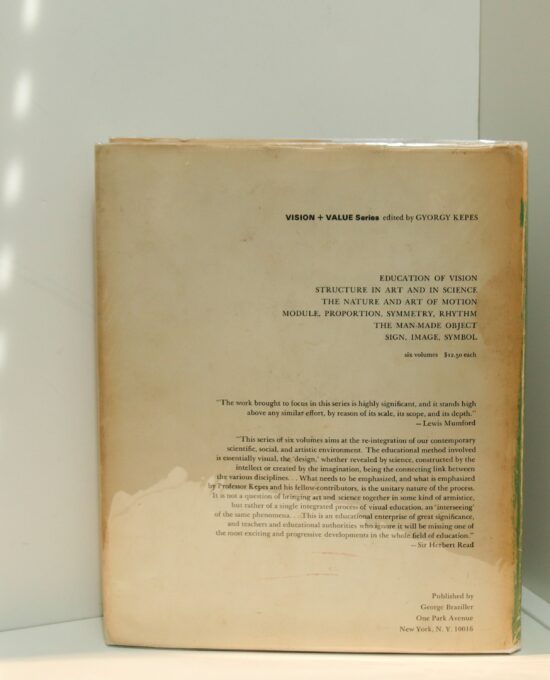 VISION + VALUE Series edited by GYORGY KEPES
EDUCATION OF VISION
STRUCTURE IN ART AND IN SCIENCE
THE NATURE AND ART OF MOTION
MODULE, PROPORTION, SYMMETRY, RHYTHM
THE MAN-MADE OBJECT
SIGN, IMAGE, SYMBOL
six volumes $12.50 each
"The work brought to focus in this series is highly significant, and it stands high
above any similar effort, by reason of its scale, its scope, and its depth."
—Lewis Mumford
"This series of six volumes aims at the re-integration of our contemporary
scientific, social, and artistic environment. The educational method involved
is essentially visual, the 'design,' whether revealed by science, constructed by the
intellect or created by the imagination, being the connecting link between
the various disciplines. . . What needs to be emphasized, and what is emphasized
by Professor Kepes and his fellow-contributors, is the unitary nature of the process.
It is not a question of bringing art and science together in some kind of armistice,
but rather of a single integrated process of visual education, an 'interseeing'
of the same phenomena. . . This is an educational enterprise of great significance,
and teachers and educational authorities who ignore it will be missing one of
the most exciting and progressive developments in the whole field of education."
—Sir Herbert Read
Published by
George Braziller
One Park Avenue
New York, N. Y. 10016